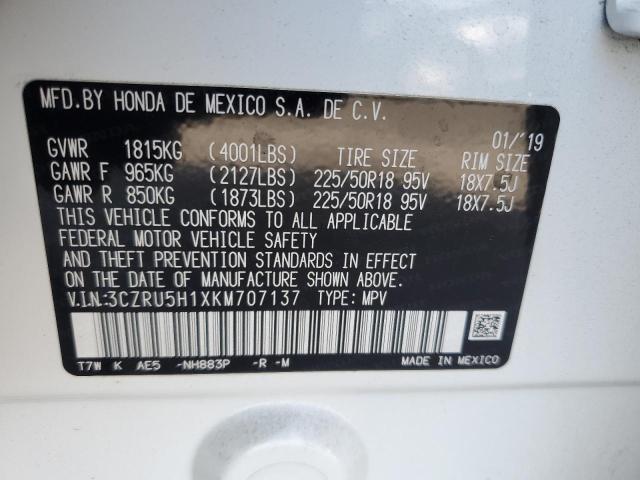 MFD.BY HONDA DE MEXICO S.A. DE C.V.
01/'19
GVWR 1815KG (4001LBS) TIRE SIZE RIM SIZE
GAWR F 965KG (2127LBS) 225/50R18 95V 18X7.5J
GAWR R 850KG (1873LBS) 225/50R18 95V 18X7.5J
THIS VEHICLE CONFORMS TO ALL APPLICABLE
FEDERAL MOTOR VEHICLE SAFETY
AND THEFT PREVENTION STANDARDS IN EFFECT
ON THE DATE OF MANUFACTURE SHOWN ABOVE.
V.I.N:3CZRU5H1XKM707137 TYPE: MPV
T7W K AE5 -NH883P -R -M MADE IN MEXICO